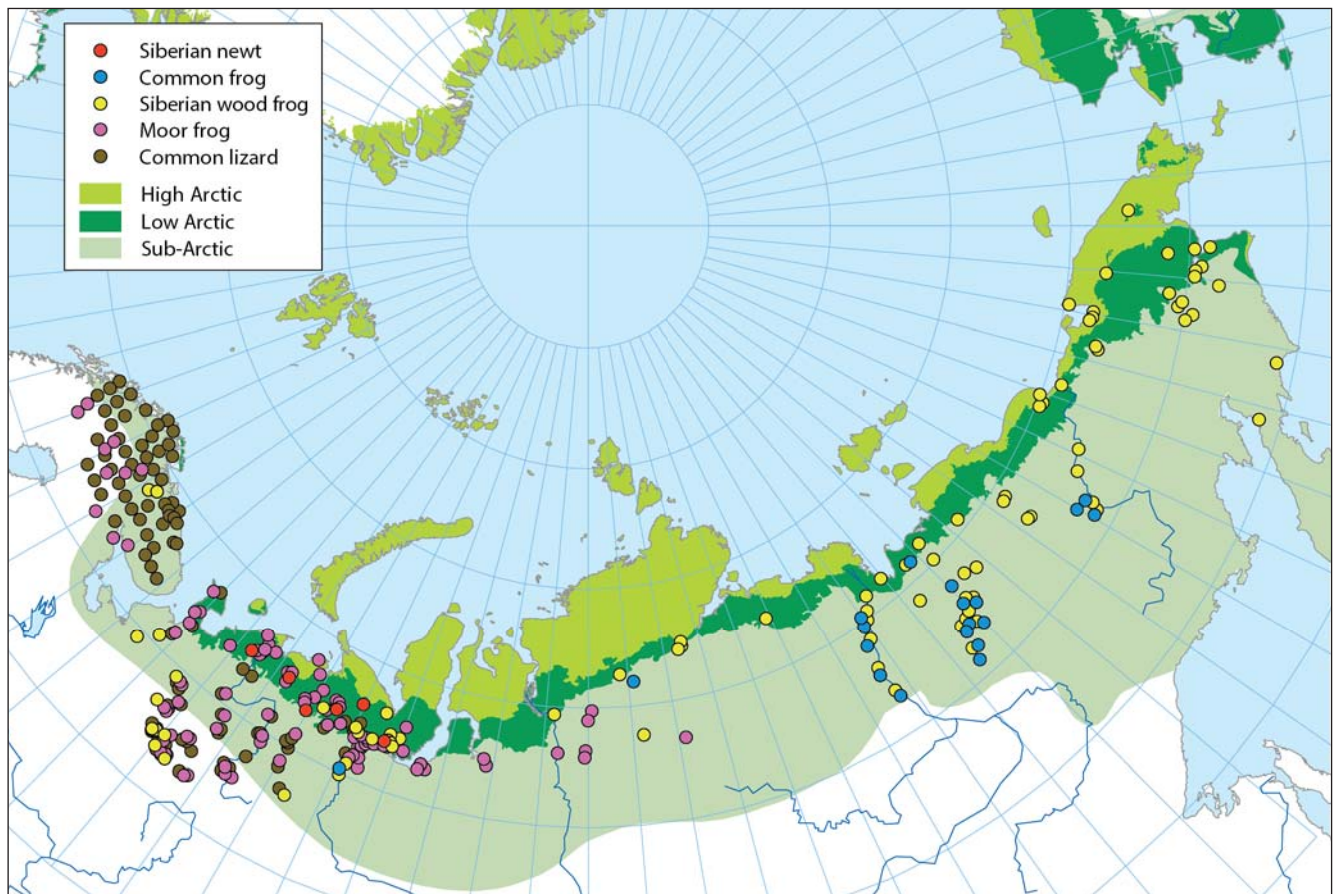 Siberian newt
Common frog
Siberian wood frog
Moor frog
Common lizard
High Arctic
Low Arctic
Sub-Arctic